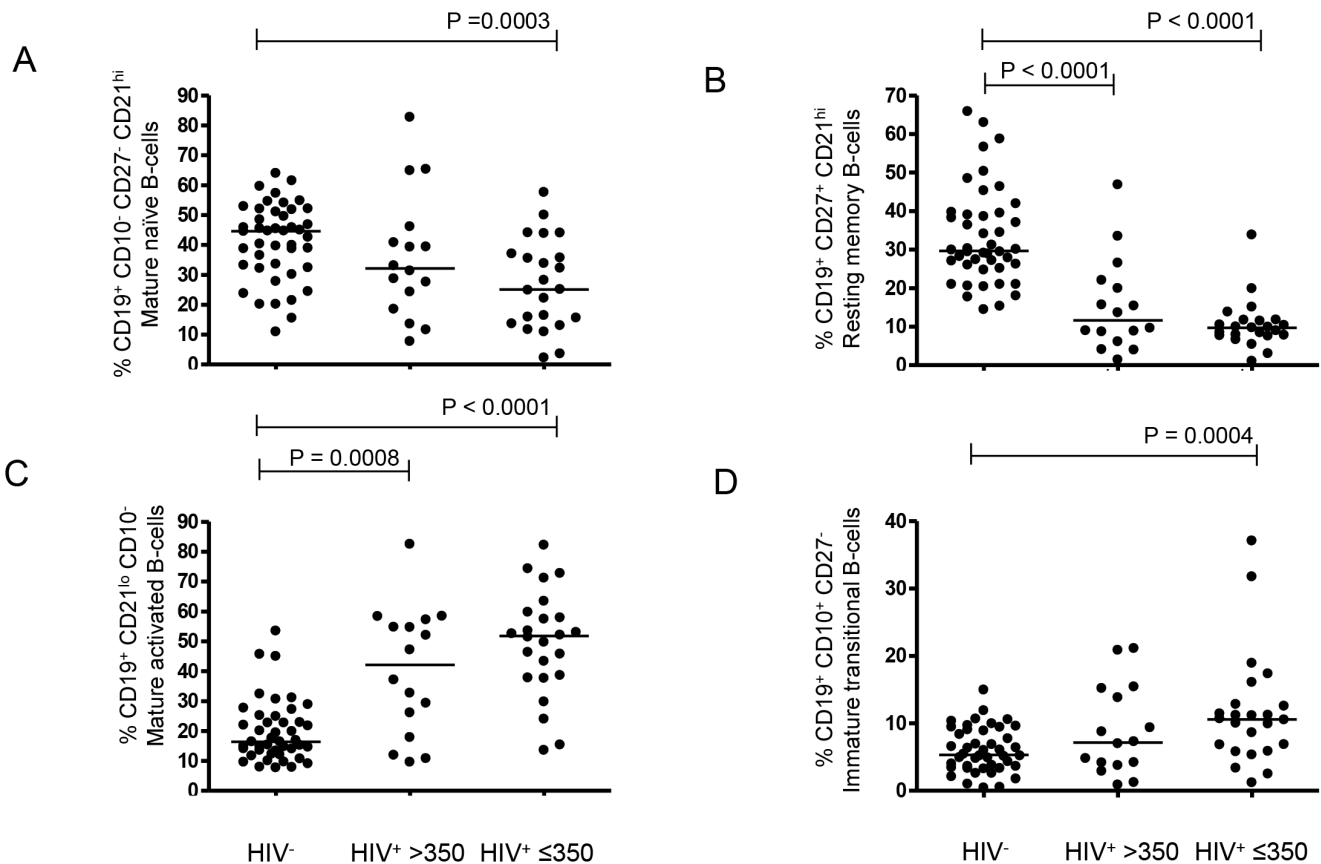 P =0.0003
A
% CD19⁺ CD10⁻ CD27⁻ CD21ʰⁱ
Mature naïve B-cells
90
80
70
60
50
40
30
20
10
0
P < 0.0001
P < 0.0001
B
% CD19⁺ CD27⁺ CD21ʰⁱ
Resting memory B-cells
70
60
50
40
30
20
10
0
P < 0.0001
P = 0.0008
C
% CD19⁺ CD21ˡᵒ CD10⁻
Mature activated B-cells
90
80
70
60
50
40
30
20
10
0
HIV⁻
HIV⁺ >350
HIV⁺ ≤350
P = 0.0004
D
% CD19⁺ CD10⁺ CD27⁻
Immature transitional B-cells
40
30
20
10
0
HIV⁻
HIV⁺ >350
HIV⁺ ≤350